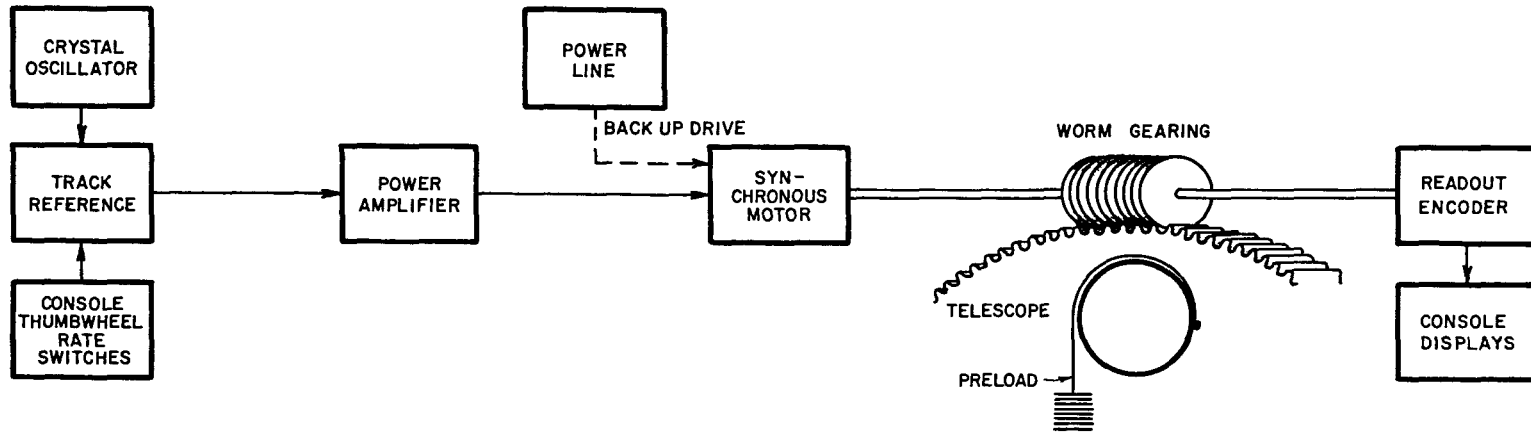 CRYSTAL
OSCILLATOR
POWER
LINE
BACK UP DRIVE
WORM GEARING
TRACK
REFERENCE
POWER
AMPLIFIER
SYN-
CHRONOUS
MOTOR
READOUT
ENCODER
CONSOLE
THUMBWHEEL
RATE
SWITCHES
TELESCOPE
CONSOLE
DISPLAYS
PRELOAD